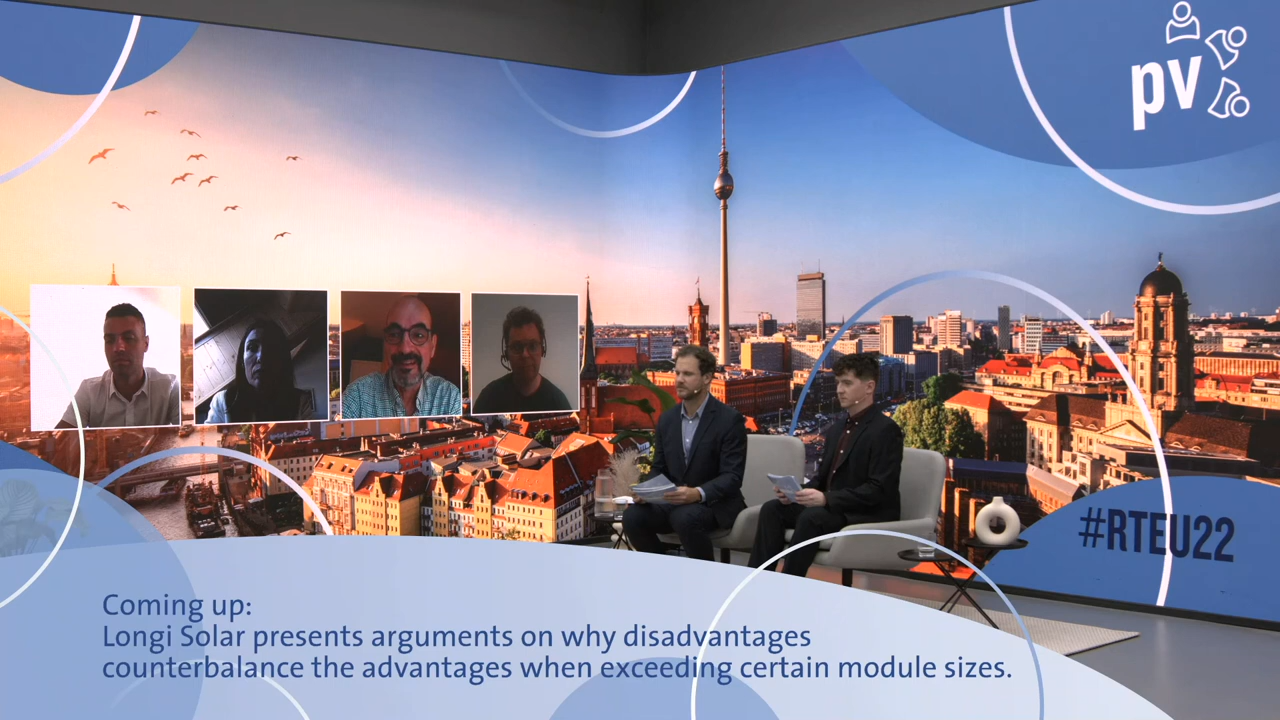 pv
#RTEU22
Coming up:
Longi Solar presents arguments on why disadvantages
counterbalance the advantages when exceeding certain module sizes.